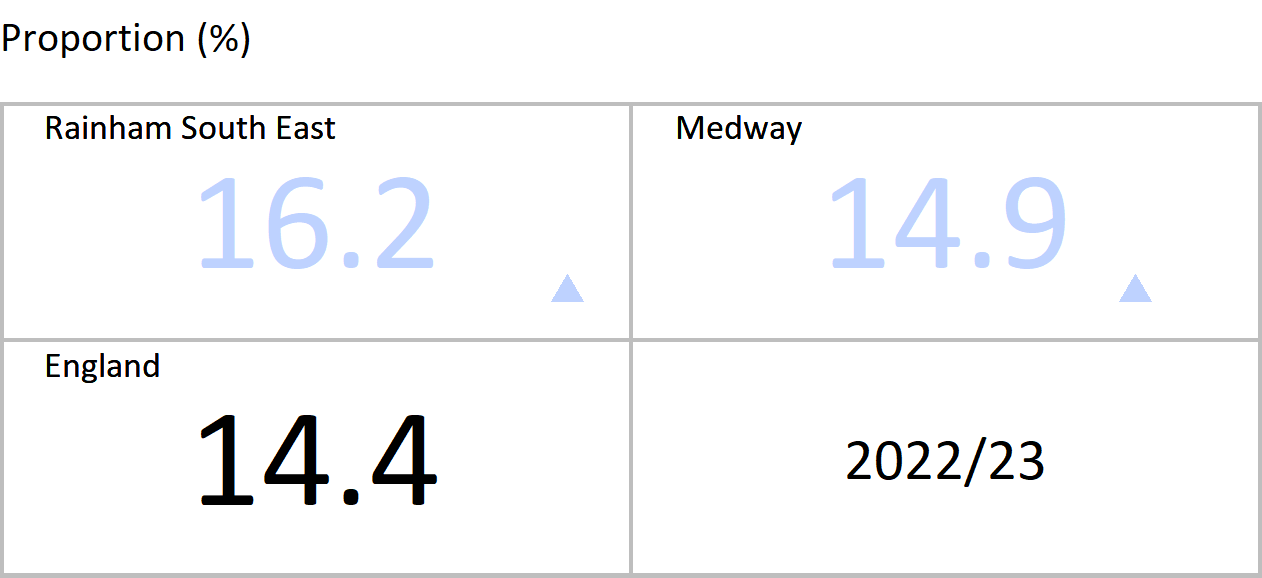 Proportion (%)
Rainham South East
16.2
Medway
14.9
England
14.4
2022/23